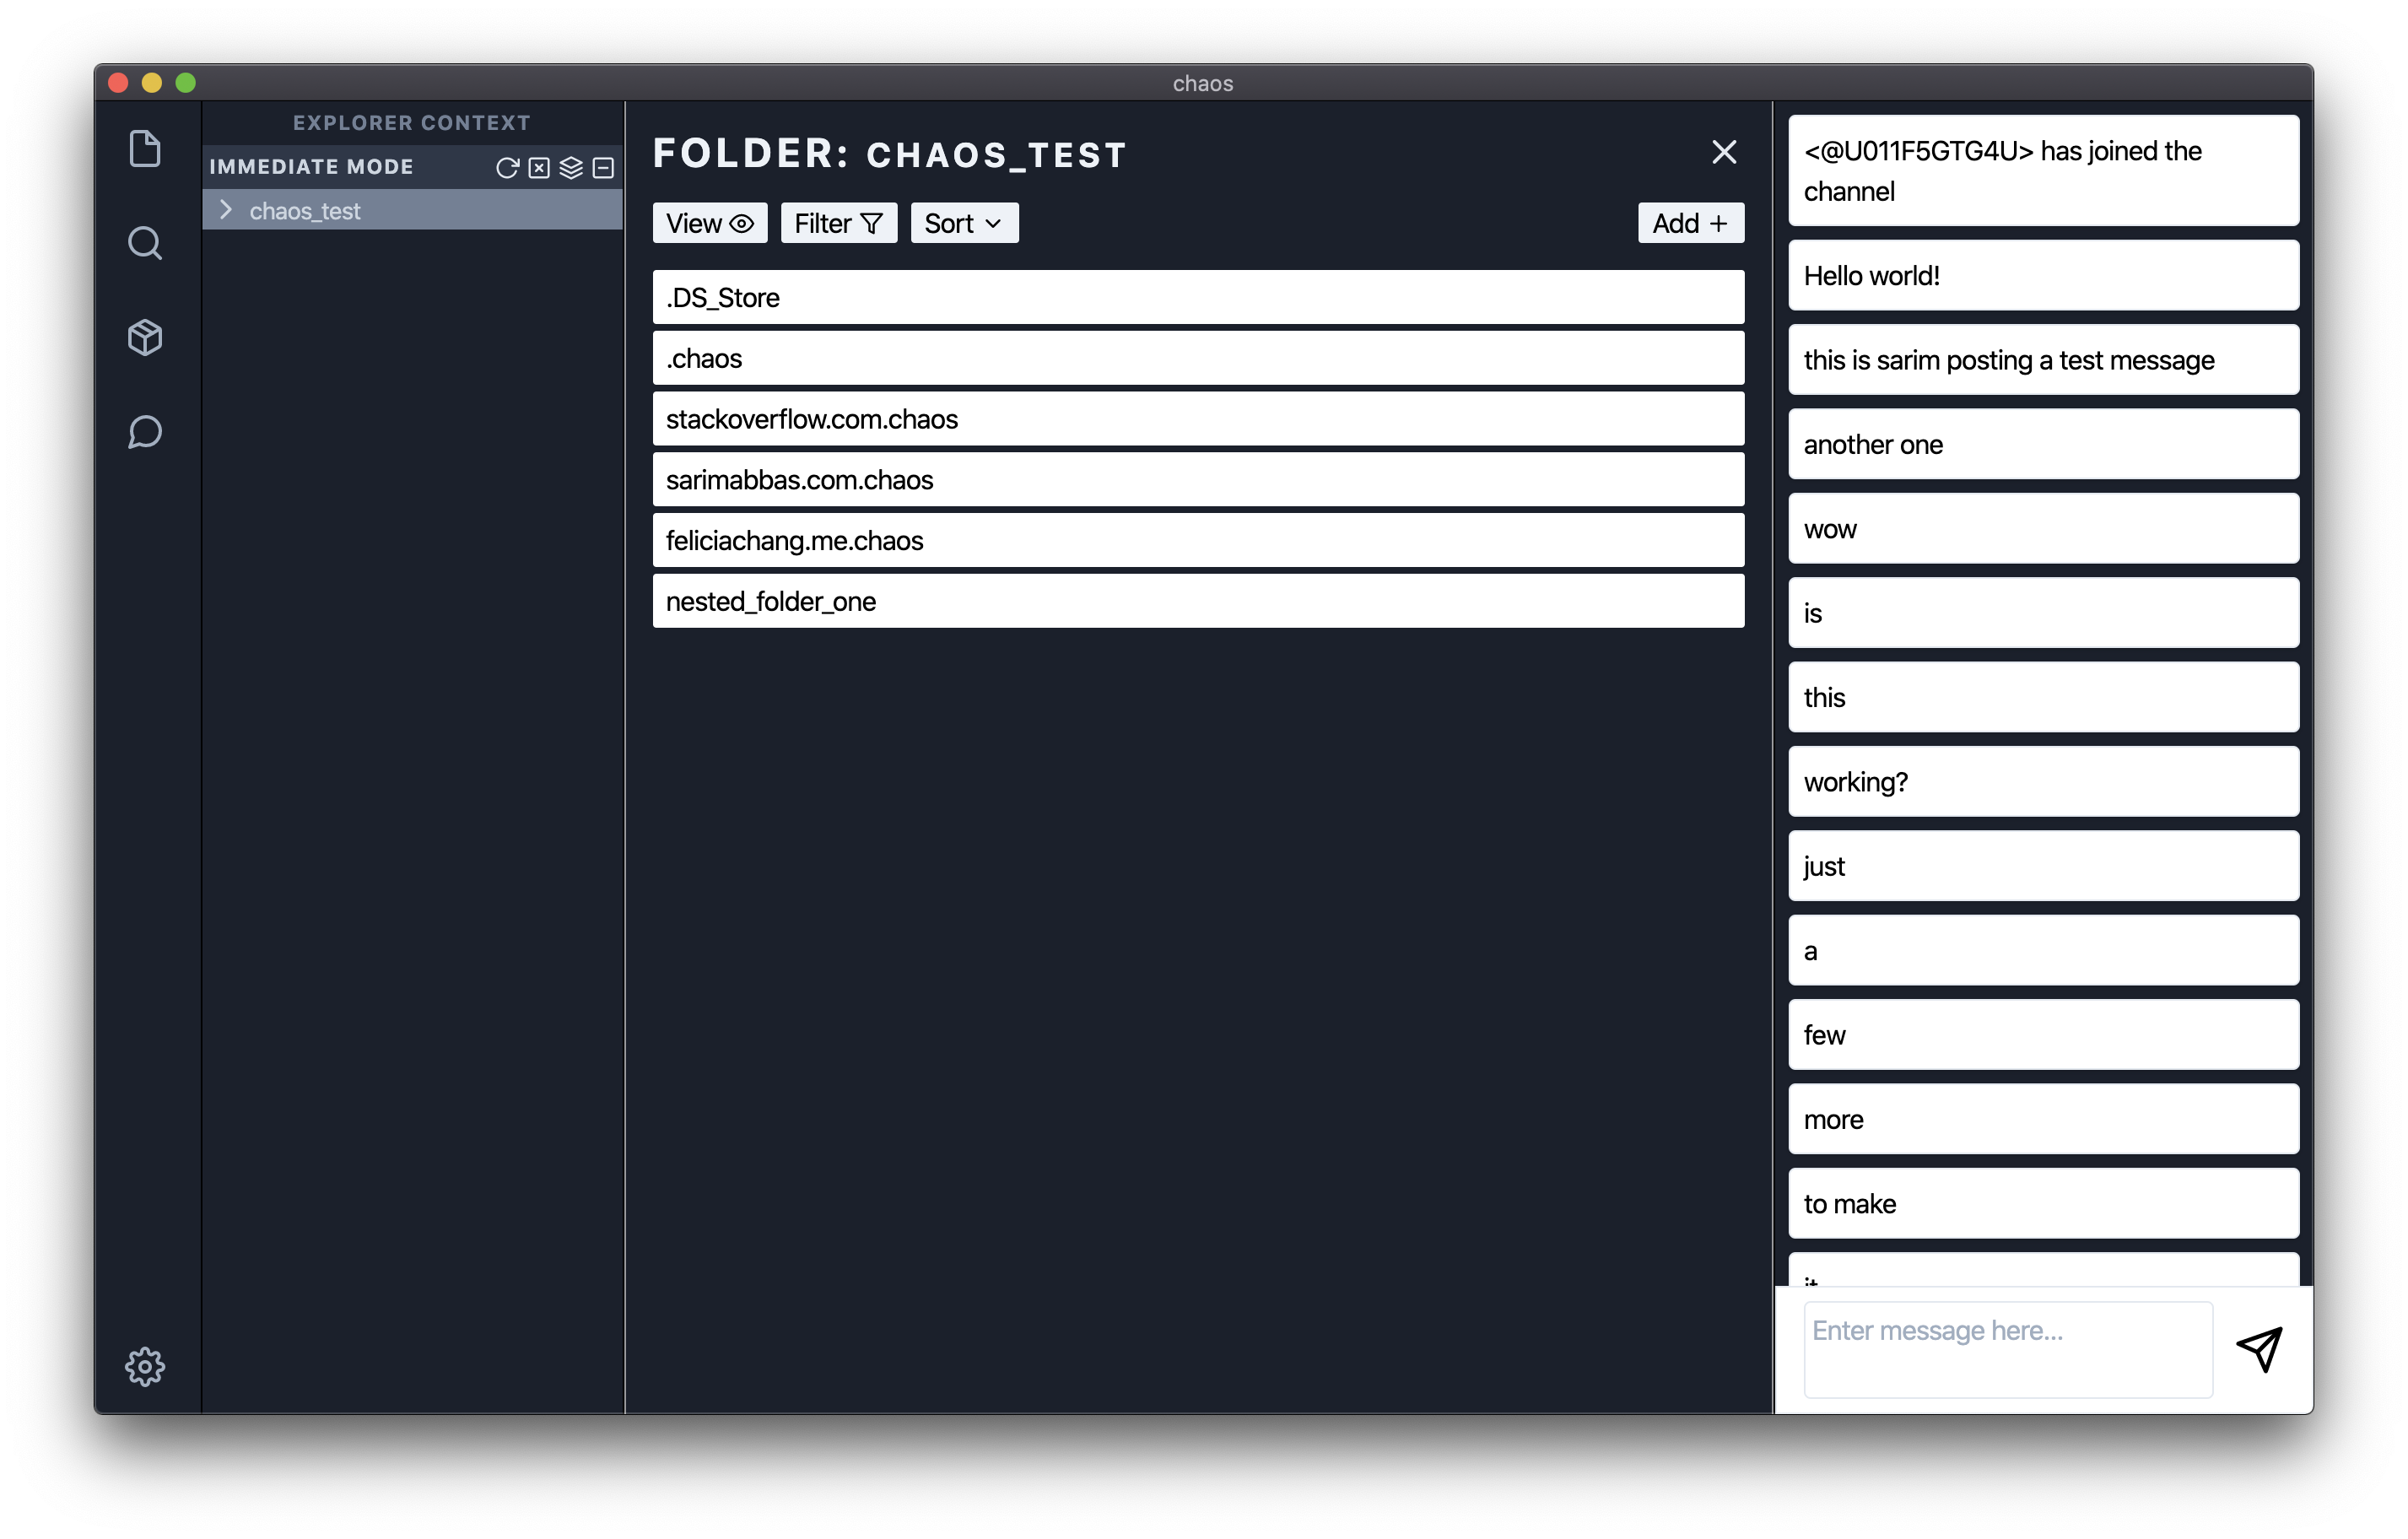 chaos
EXPLORER CONTEXT
IMMEDIATE MODE
chaos_test
FOLDER: CHAOS_TEST
View
Filter
Sort
Add
.DS_Store
.chaos
stackoverflow.com.chaos
sarimabbas.com.chaos
feliciachang.me.chaos
nested_folder_one
<@U011F5GTG4U> has joined the
channel
Hello world!
this is sarim posting a test message
another one
wow
is
this
working?
just
a
few
more
to make
it
Enter message here...